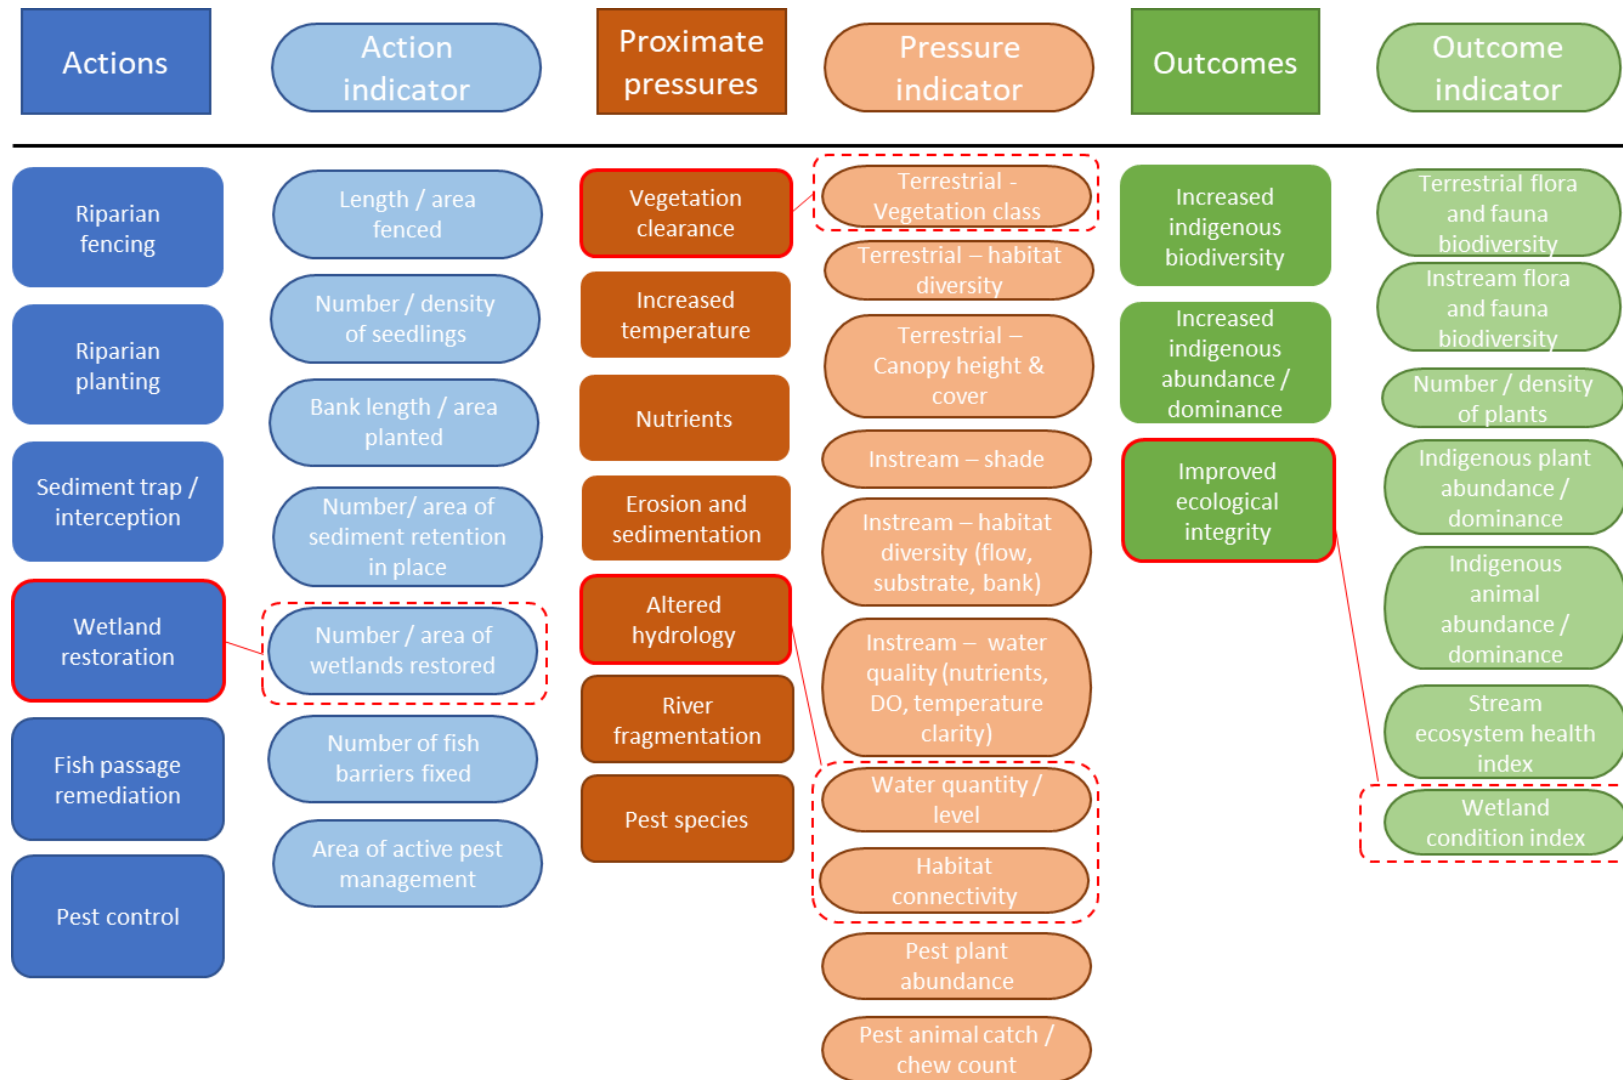 Actions
Action
indicator
Proximate
pressures
Pressure
indicator
Outcomes
Outcome
indicator
Riparian
fencing
Riparian
planting
Sediment trap /
interception
Wetland
restoration
Fish passage
remediation
Pest control
Length / area
fenced
Number / density
of seedlings
Bank length / area
planted
Number/ area of
sediment retention
in place
Number / area of
wetlands restored
Number of fish
barriers fixed
Area of active pest
management
Vegetation
clearance
Increased
temperature
Nutrients
Erosion and
sedimentation
Altered
hydrology
River
fragmentation
Pest species
Terrestrial -
Vegetation class
Terrestrial – habitat
diversity
Terrestrial –
Canopy height &
cover
Instream – shade
Instream – habitat
diversity (flow,
substrate, bank)
Instream – water
quality (nutrients,
DO, temperature
clarity)
Water quantity /
level
Habitat
connectivity
Pest plant
abundance
Pest animal catch /
chew count
Increased
indigenous
biodiversity
Increased
indigenous
abundance /
dominance
Improved
ecological
integrity
Terrestrial flora
and fauna
biodiversity
Instream flora
and fauna
biodiversity
Number / density
of plants
Indigenous plant
abundance /
dominance
Indigenous
animal
abundance /
dominance
Stream
ecosystem health
index
Wetland
condition index